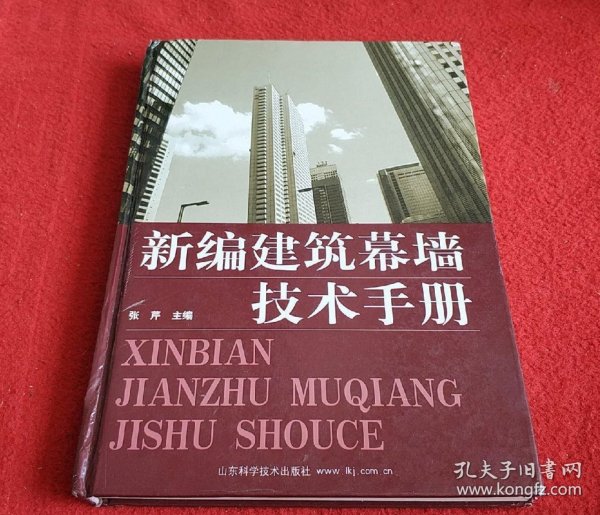 新编建筑幕墙
技术手册
张芹 主编
XINBIAN
JIANZHU MUQIANG
JISHU SHOUCE
山东科学技术出版社 www.lkj.com.cn
孔夫子旧书网
www.kongfz.com